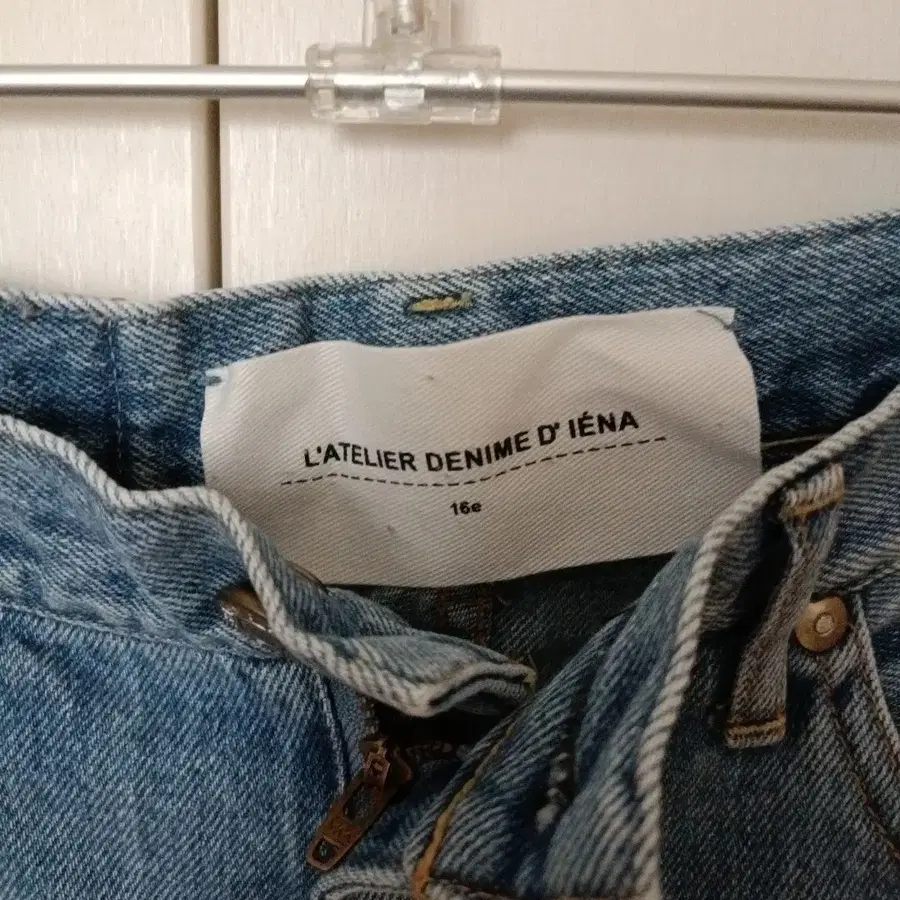 L'ATELIER DENIME D' IÉNA
16e